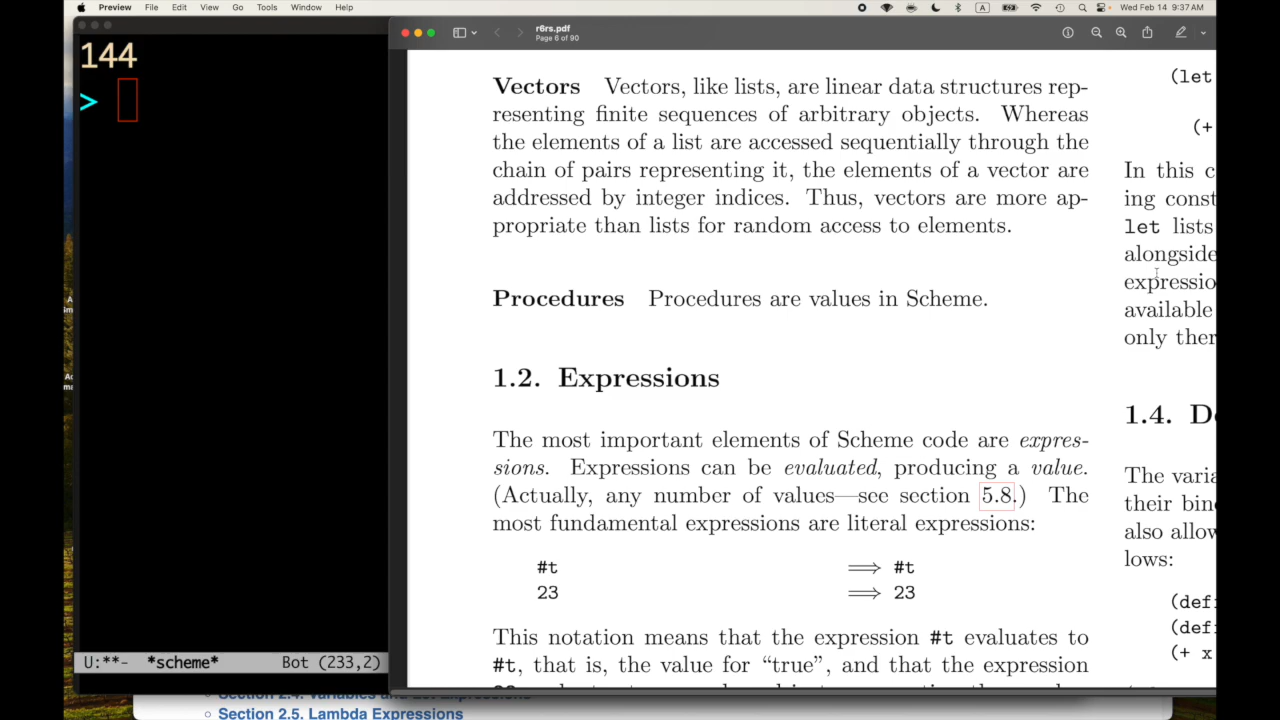 Preview File Edit View Go Tools Window Help Wed Feb 14 9:37 AM
144
>
U:**- *scheme* Bot (233,2)
r6rs.pdf
Page 6 of 90
Vectors Vectors, like lists, are linear data structures rep-
resenting finite sequences of arbitrary objects. Whereas
the elements of a list are accessed sequentially through the
chain of pairs representing it, the elements of a vector are
addressed by integer indices. Thus, vectors are more ap-
propriate than lists for random access to elements.
Procedures Procedures are values in Scheme.
1.2. Expressions
The most important elements of Scheme code are expres-
sions. Expressions can be evaluated, producing a value.
(Actually, any number of values—see section 5.8.) The
most fundamental expressions are literal expressions:
#t ⟹ #t
23 ⟹ 23
This notation means that the expression #t evaluates to
#t, that is, the value for “true”, and that the expression
(let
(+
In this c
ing const
let lists
alongside
expressio
available
only ther
1.4. D
The varia
their bin
also allow
lows:
(def
(def
(+ x
Section 2.5. Lambda Expressions